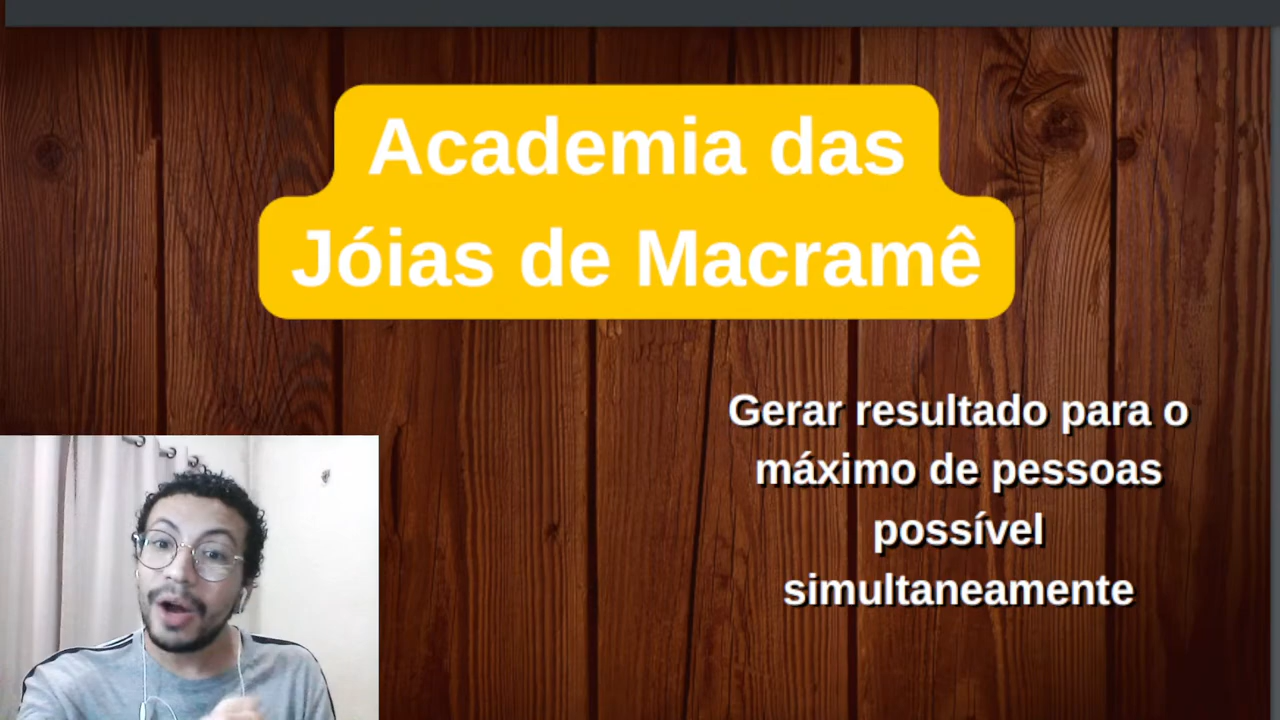 Academia das
Jóias de Macramê
Gerar resultado para o
máximo de pessoas
possível
simultaneamente